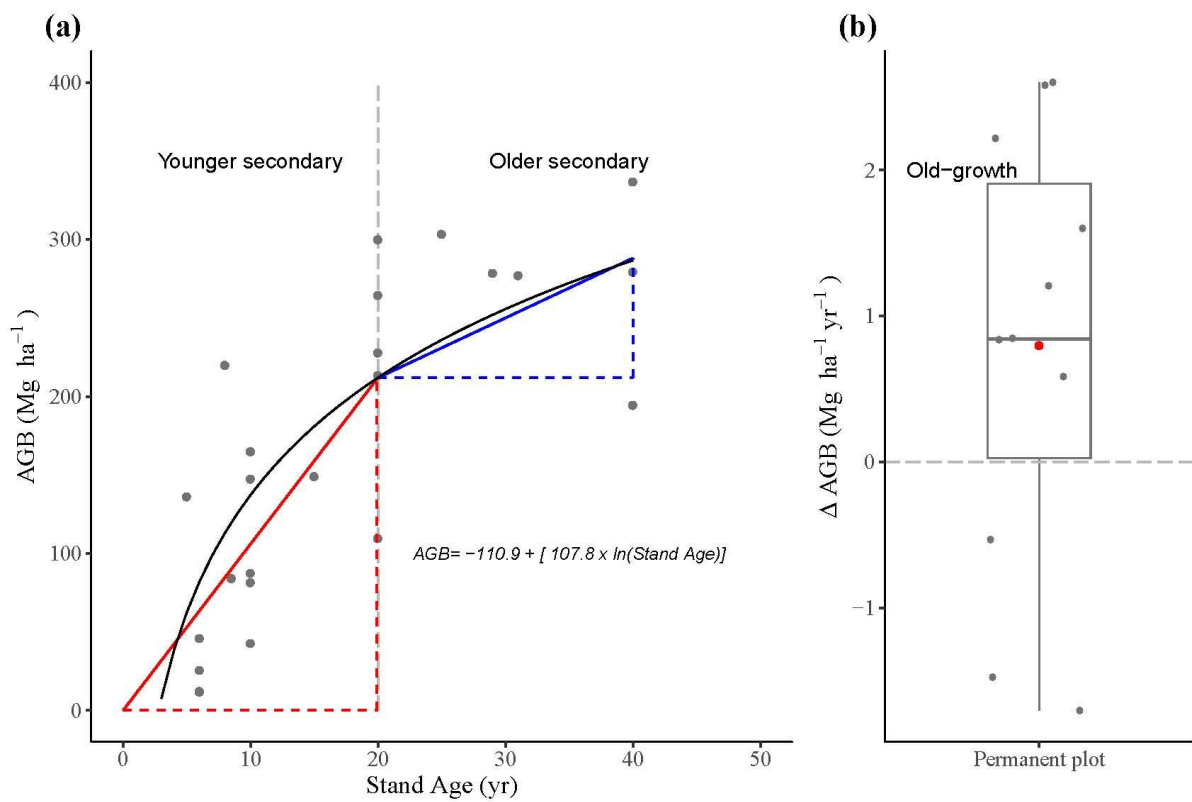 (a)
AGB (Mg ha⁻¹)
400
300
200
100
0
Younger secondary
Older secondary
AGB= −110.9 + [ 107.8 x ln(Stand Age)]
0 10 20 30 40 50
Stand Age (yr)
(b)
Δ AGB (Mg ha⁻¹ yr⁻¹)
2
1
0
−1
Old−growth
Permanent plot